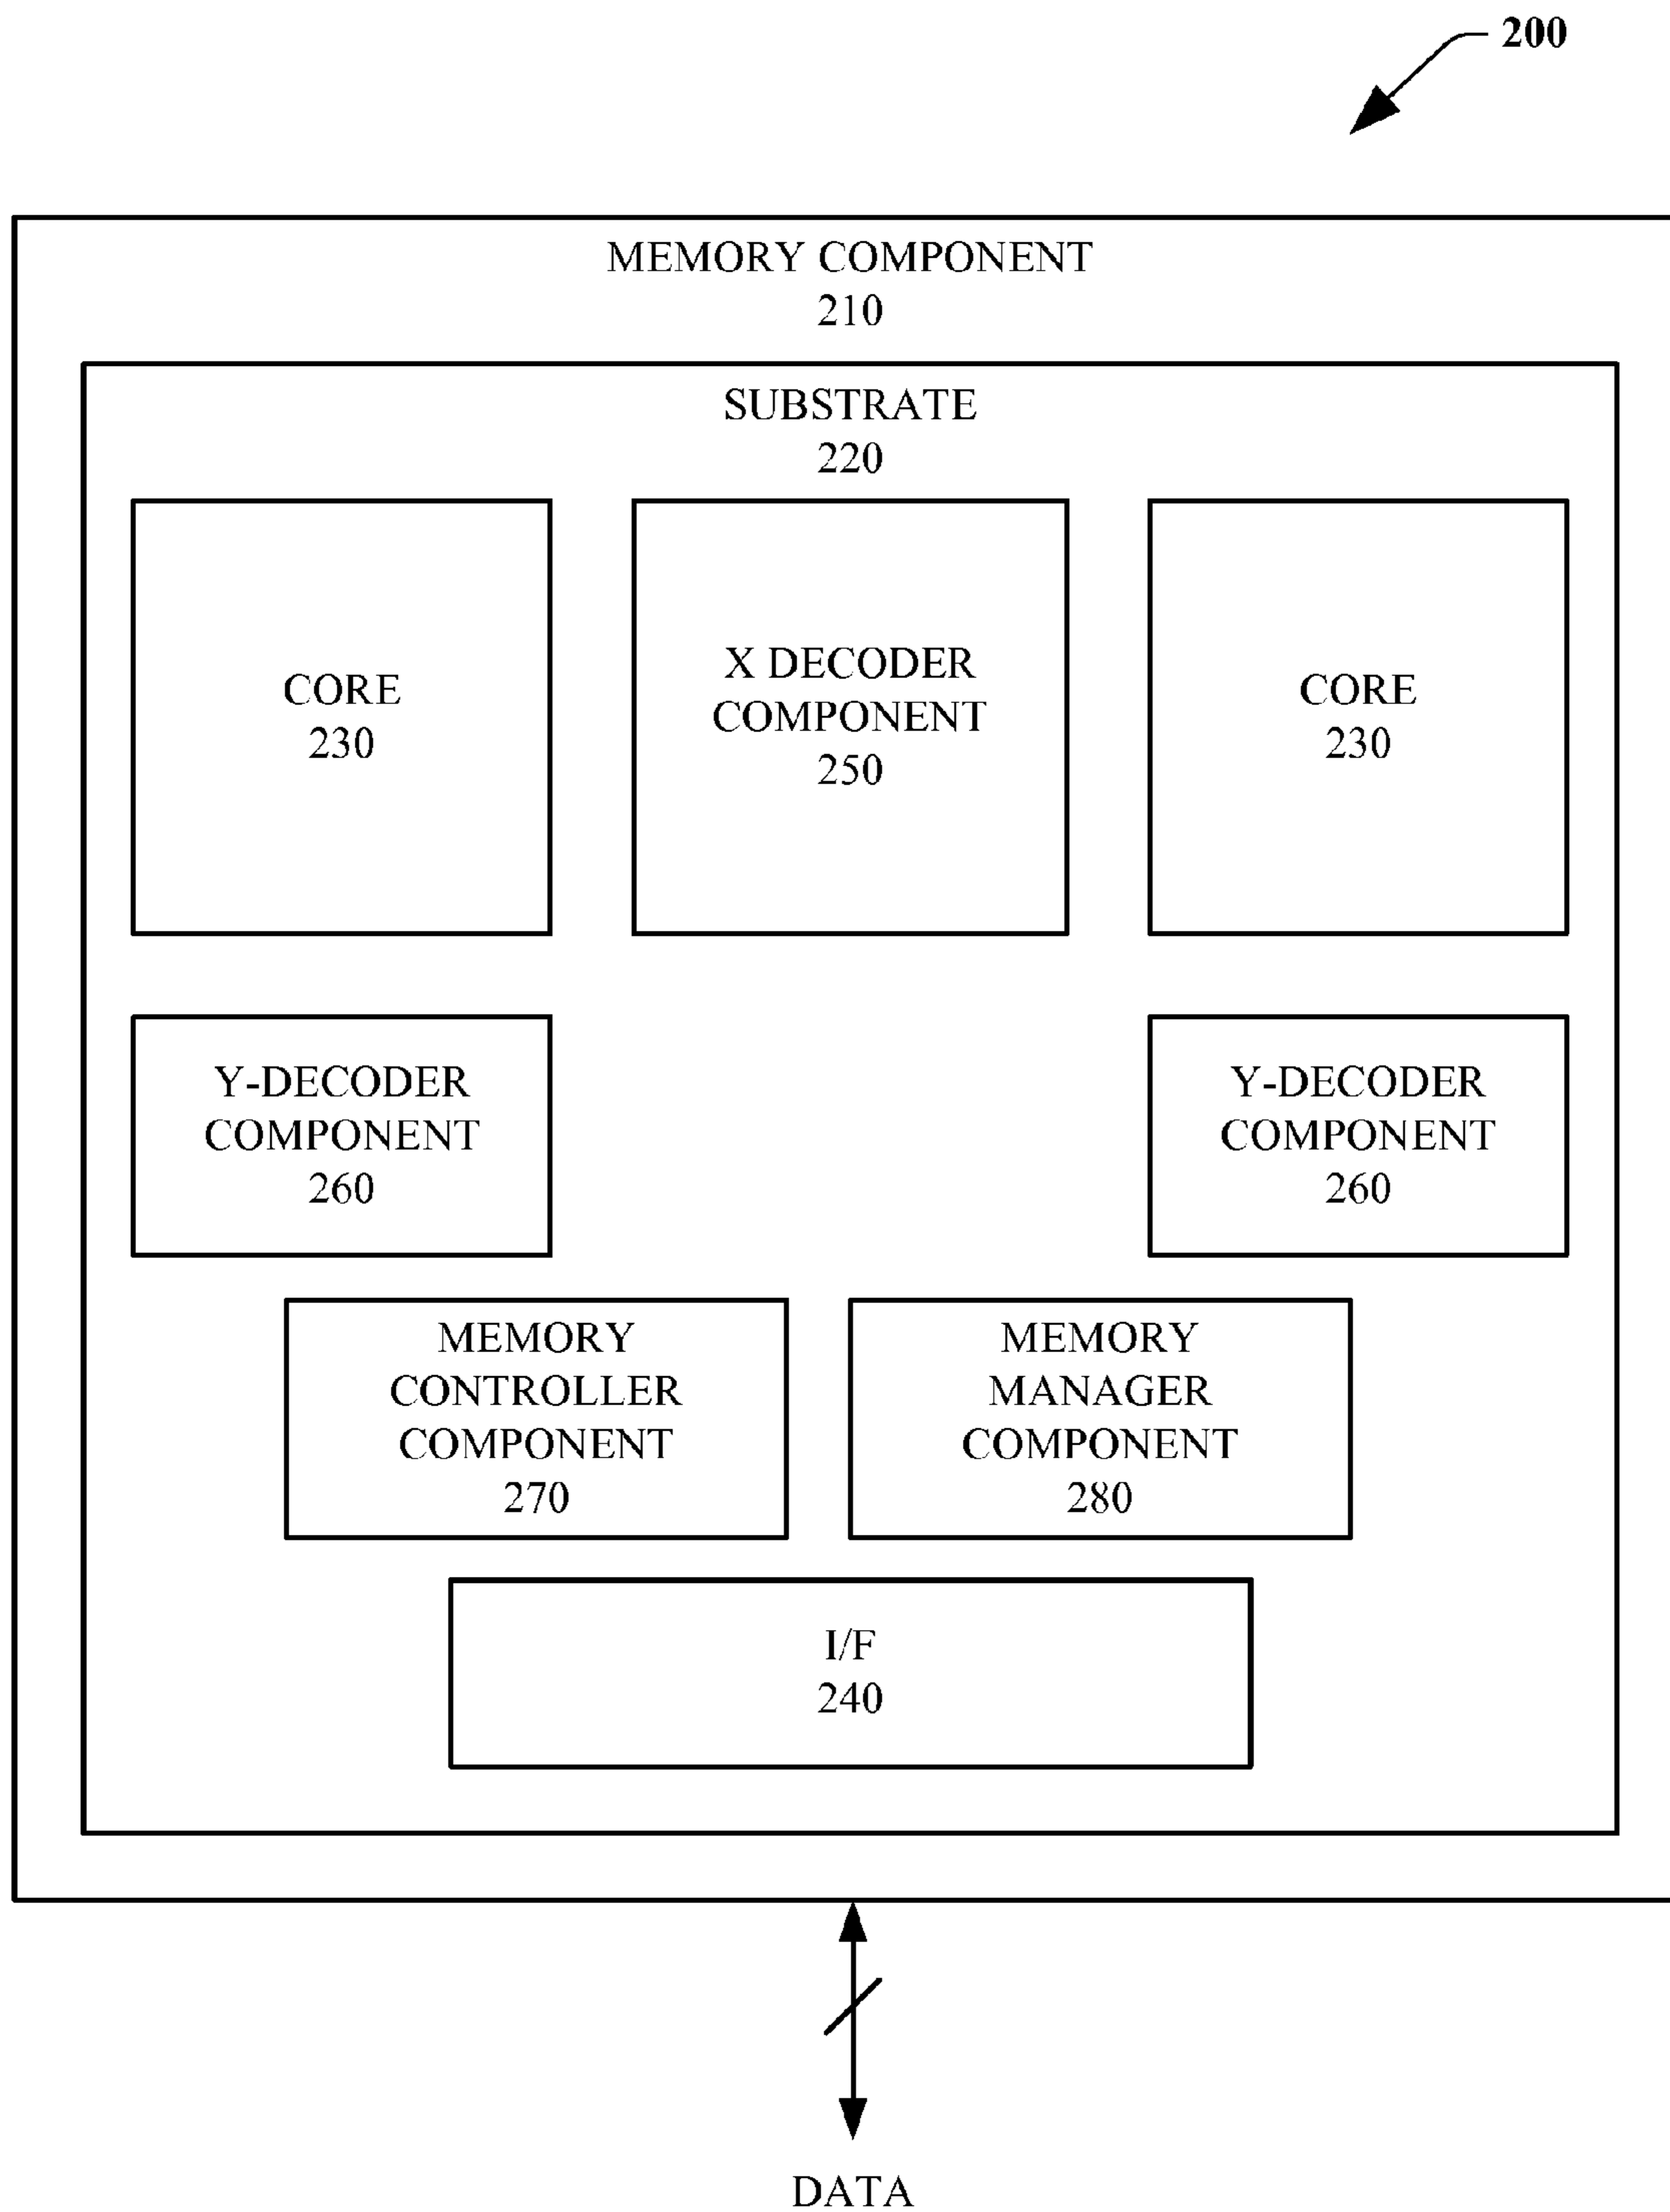 200
MEMORY COMPONENT
210
SUBSTRATE
220
CORE
230
X DECODER
COMPONENT
250
CORE
230
Y-DECODER
COMPONENT
260
Y-DECODER
COMPONENT
260
MEMORY
CONTROLLER
COMPONENT
270
MEMORY
MANAGER
COMPONENT
280
I/F
240
DATA